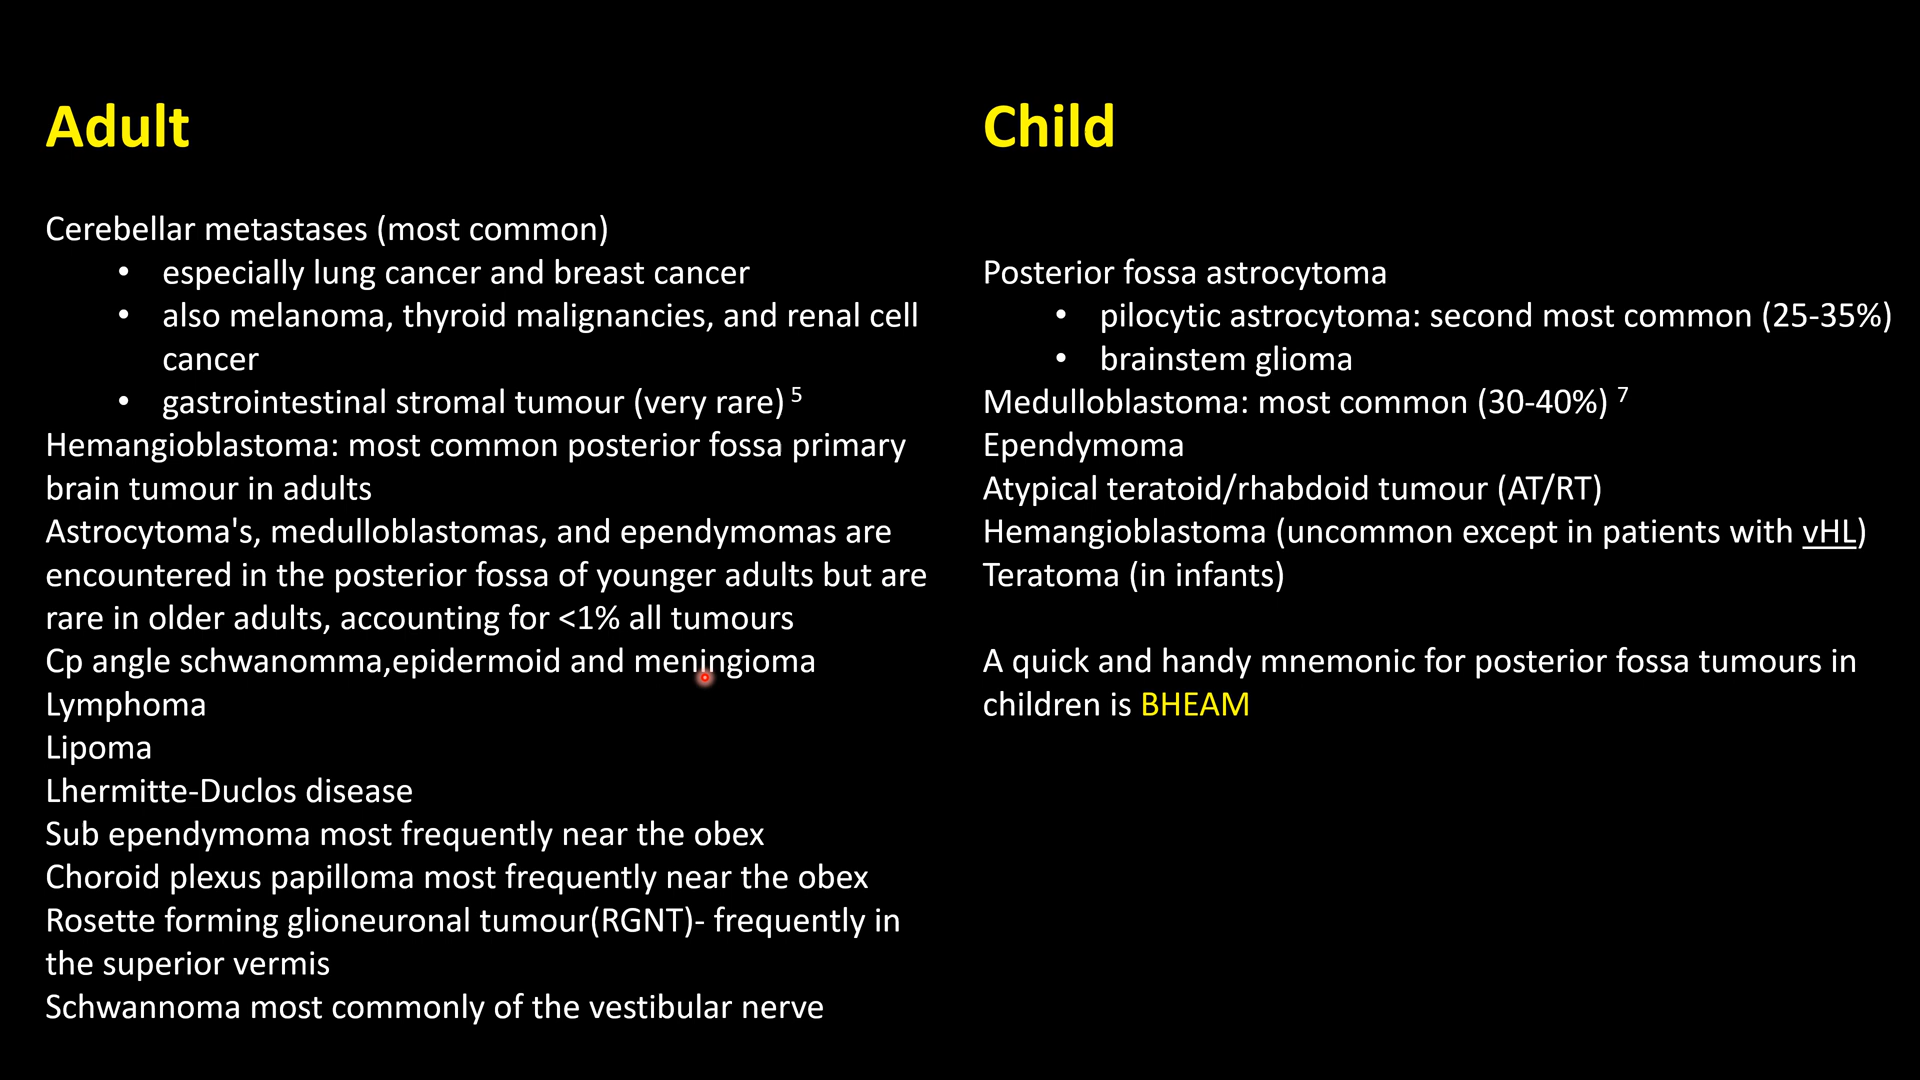 Adult
Cerebellar metastases (most common)
• especially lung cancer and breast cancer
• also melanoma, thyroid malignancies, and renal cell
cancer
• gastrointestinal stromal tumour (very rare) 5
Hemangioblastoma: most common posterior fossa primary
brain tumour in adults
Astrocytoma's, medulloblastomas, and ependymomas are
encountered in the posterior fossa of younger adults but are
rare in older adults, accounting for <1% all tumours
Cp angle schwanomma,epidermoid and meningioma
Lymphoma
Lipoma
Lhermitte-Duclos disease
Sub ependymoma most frequently near the obex
Choroid plexus papilloma most frequently near the obex
Rosette forming glioneuronal tumour(RGNT)- frequently in
the superior vermis
Schwannoma most commonly of the vestibular nerve
Child
Posterior fossa astrocytoma
• pilocytic astrocytoma: second most common (25-35%)
• brainstem glioma
Medulloblastoma: most common (30-40%) 7
Ependymoma
Atypical teratoid/rhabdoid tumour (AT/RT)
Hemangioblastoma (uncommon except in patients with vHL)
Teratoma (in infants)
A quick and handy mnemonic for posterior fossa tumours in
children is BHEAM